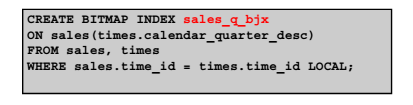 CREATE BITMAP INDEX sales_q_bjx
ON sales(times.calendar_quarter_desc)
FROM sales, times
WHERE sales.time_id = times.time_id LOCAL;